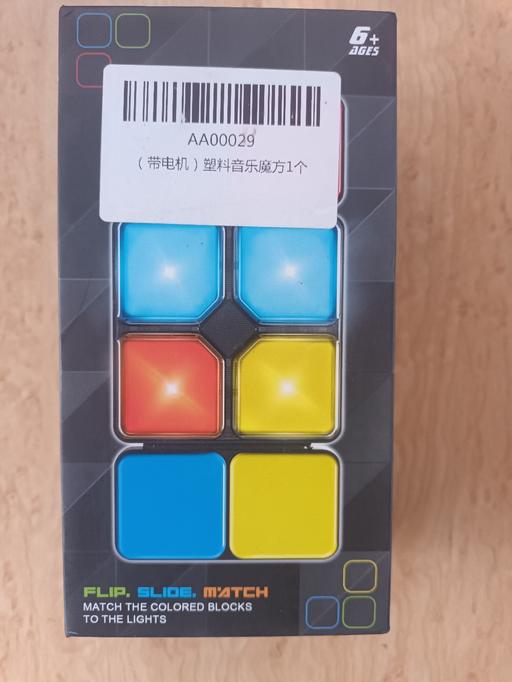 6+
AGES
AA00029
（带电机）塑料音乐魔方1个
FLIP. SLIDE. MATCH
MATCH THE COLORED BLOCKS
TO THE LIGHTS